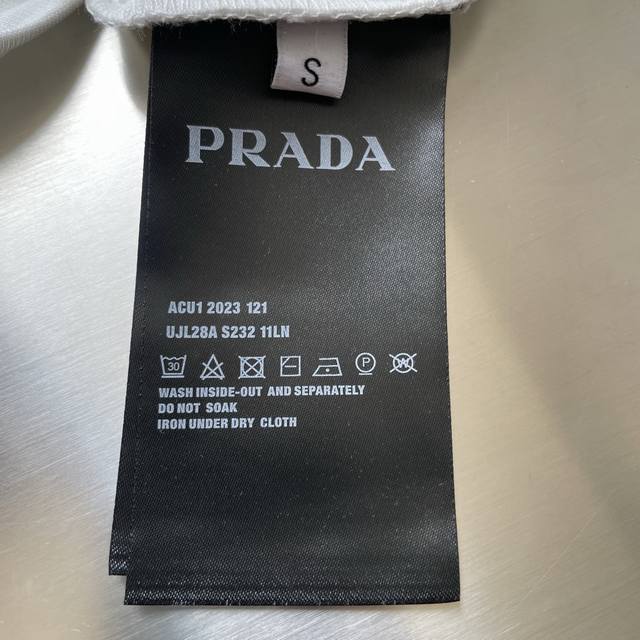 S
PRADA
ACU1 2023 121
UJL28A S232 11LN
30
P
W
WASH INSIDE-OUT AND SEPARATELY
DO NOT SOAK
IRON UNDER DRY CLOTH